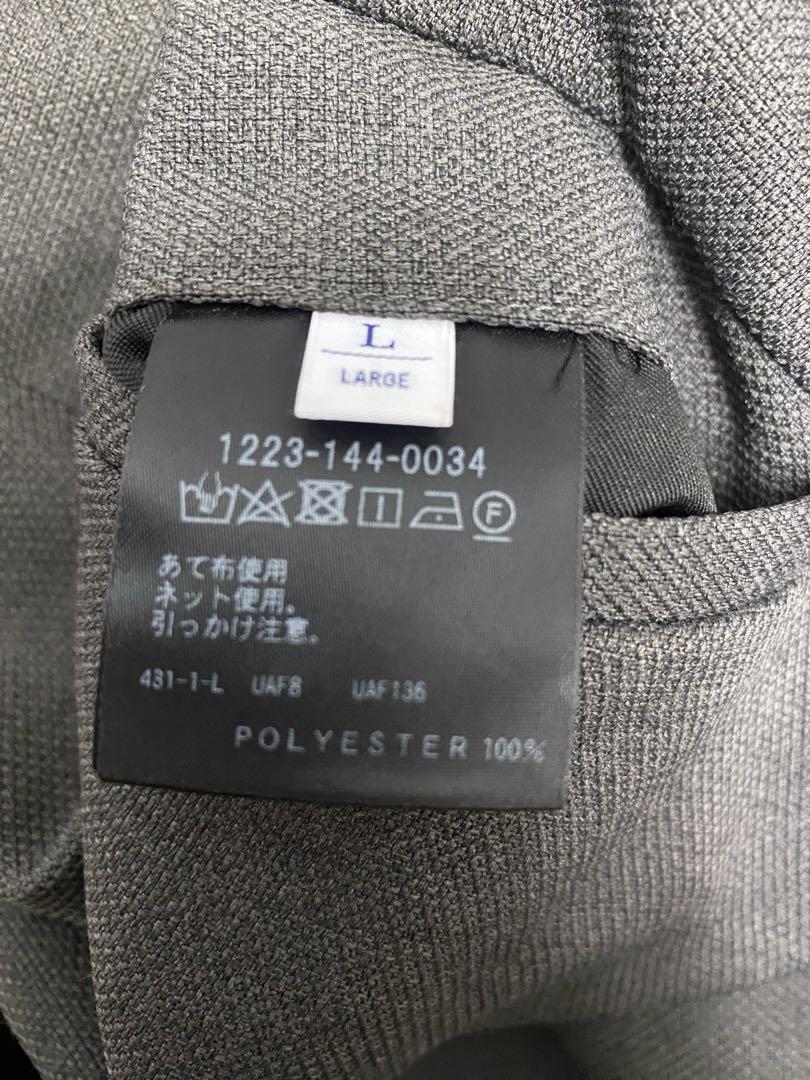 L
LARGE
1223-144-0034
F
あて布使用
ネット使用.
引っかけ注意.
431-1-L UAF8 UAF136
POLYESTER 100%